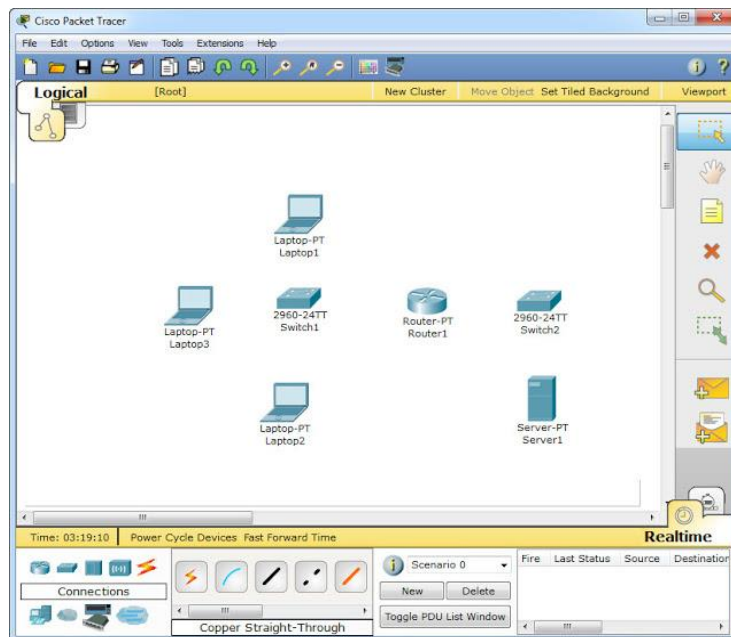 Cisco Packet Tracer
File Edit Options View Tools Extensions Help
Logical [Root] New Cluster Move Object Set Tiled Background Viewport
Laptop-PT
Laptop1
Laptop-PT
Laptop3
2960-24TT
Switch1
Router-PT
Router1
2960-24TT
Switch2
Laptop-PT
Laptop2
Server-PT
Server1
Time: 03:19:10 Power Cycle Devices Fast Forward Time Realtime
Connections
Copper Straight-Through
Scenario 0
New Delete
Toggle PDU List Window
Fire Last Status Source Destination